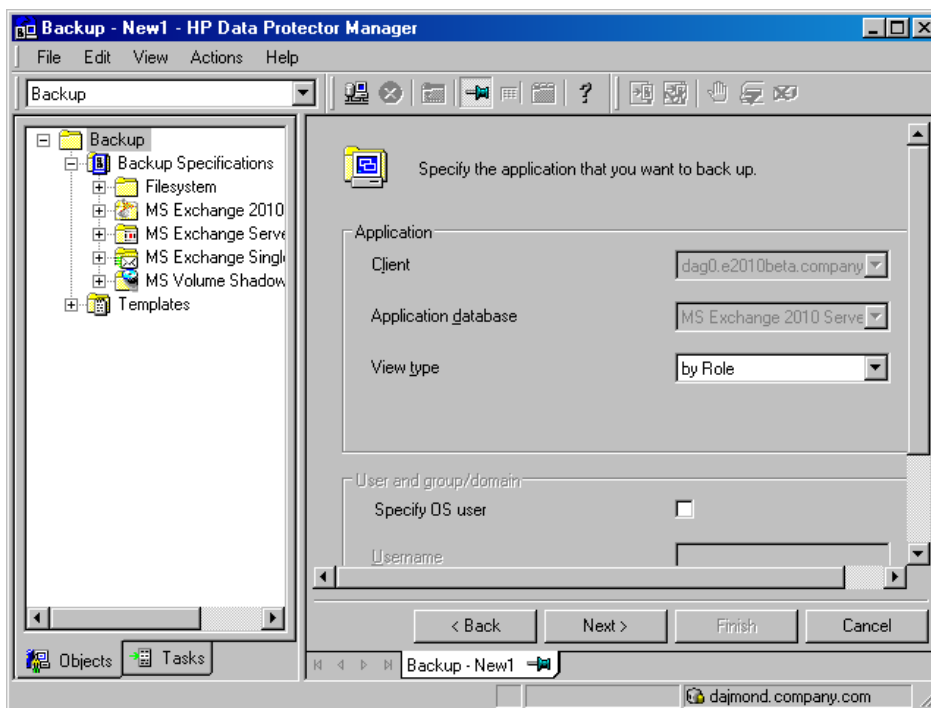 Backup - New1 - HP Data Protector Manager
File Edit View Actions Help
Backup
Backup
Backup Specifications
Filesystem
MS Exchange 2010
MS Exchange Serve
MS Exchange Singl
MS Volume Shadow
Templates
Objects
Tasks
Specify the application that you want to back up.
Application
Client
dag0.e2010beta.company
Application database
MS Exchange 2010 Serve
View type
by Role
User and group/domain
Specify OS user
Username
< Back
Next >
Finish
Cancel
Backup - New1
dajmond.company.com